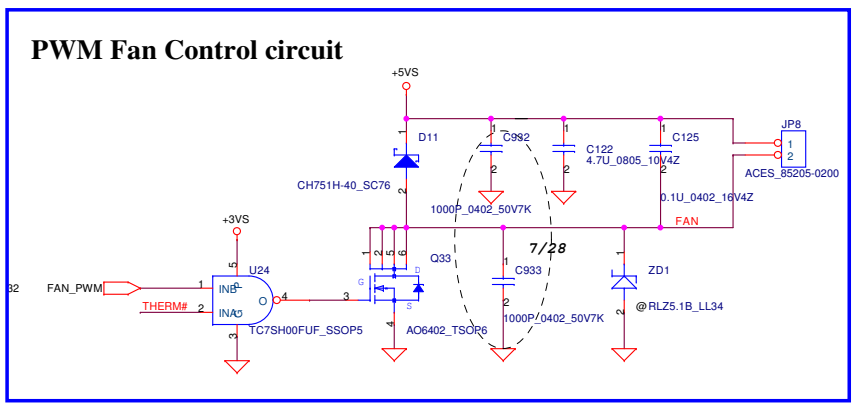 PWM Fan Control circuit
+5VS
1
D11
2
CH751H-40_SC76
1
C932
2
1000P_0402_50V7K
1
C122
4.7U_0805_10V4Z
2
1
C125
2
0.1U_0402_16V4Z
JP8
1
2
ACES_85205-0200
FAN
+3VS
5
U24
32
FAN_PWM
1
INB
P
THERM#
2
INA
G
O
4
3
TC7SH00FUF_SSOP5
1
2
5
6
Q33
D
G
S
3
4
AO6402_TSOP6
7/28
1
C933
2
1000P_0402_50V7K
1
ZD1
2
@RLZ5.1B_LL34